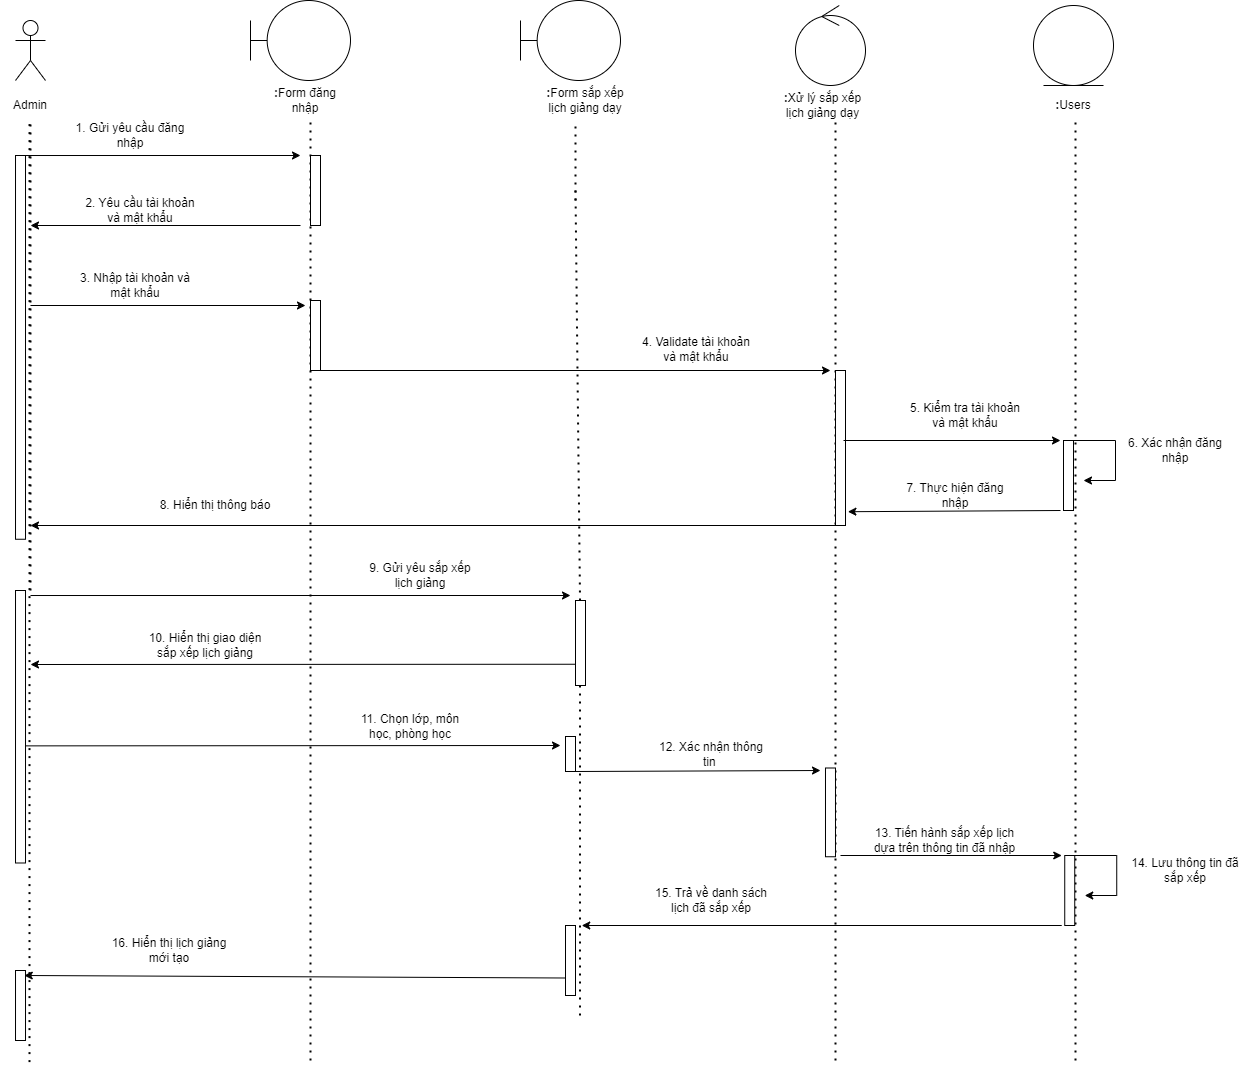 Admin
:Form đăng
nhập
:Form sắp xếp
lịch giảng dạy
:Xử lý sắp xếp
lịch giảng dạy
:Users
1. Gửi yêu cầu đăng
nhập
2. Yêu cầu tài khoản
và mật khẩu
3. Nhập tài khoản và
mật khẩu
4. Validate tài khoản
và mật khẩu
5. Kiểm tra tài khoản
và mật khẩu
6. Xác nhận đăng
nhập
7. Thực hiện đăng
nhập
8. Hiển thị thông báo
9. Gửi yêu sắp xếp
lịch giảng
10. Hiển thị giao diện
sắp xếp lịch giảng
11. Chọn lớp, môn
học, phòng học
12. Xác nhận thông
tin
13. Tiến hành sắp xếp lịch
dựa trên thông tin đã nhập
14. Lưu thông tin đã
sắp xếp
15. Trả về danh sách
lịch đã sắp xếp
16. Hiển thị lịch giảng
mới tạo